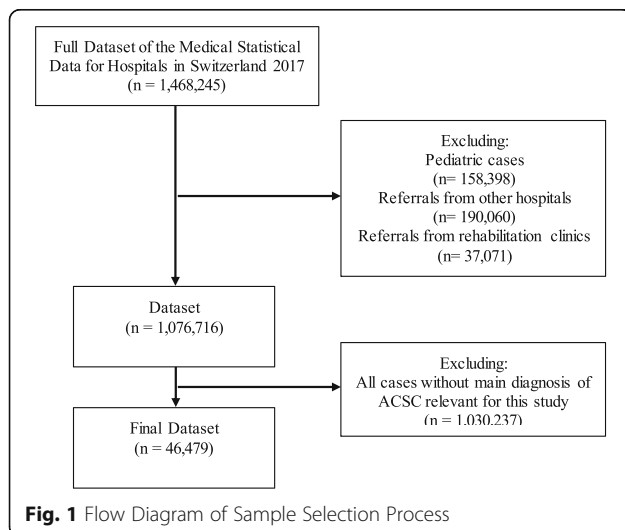 Full Dataset of the Medical Statistical
Data for Hospitals in Switzerland 2017
(n = 1,468,245)
Excluding:
Pediatric cases
(n= 158,398)
Referrals from other hospitals
(n= 190,060)
Referrals from rehabilitation clinics
(n= 37,071)
Dataset
(n = 1,076,716)
Excluding:
All cases without main diagnosis of
ACSC relevant for this study
(n = 1,030,237)
Final Dataset
(n = 46,479)
Fig. 1 Flow Diagram of Sample Selection Process